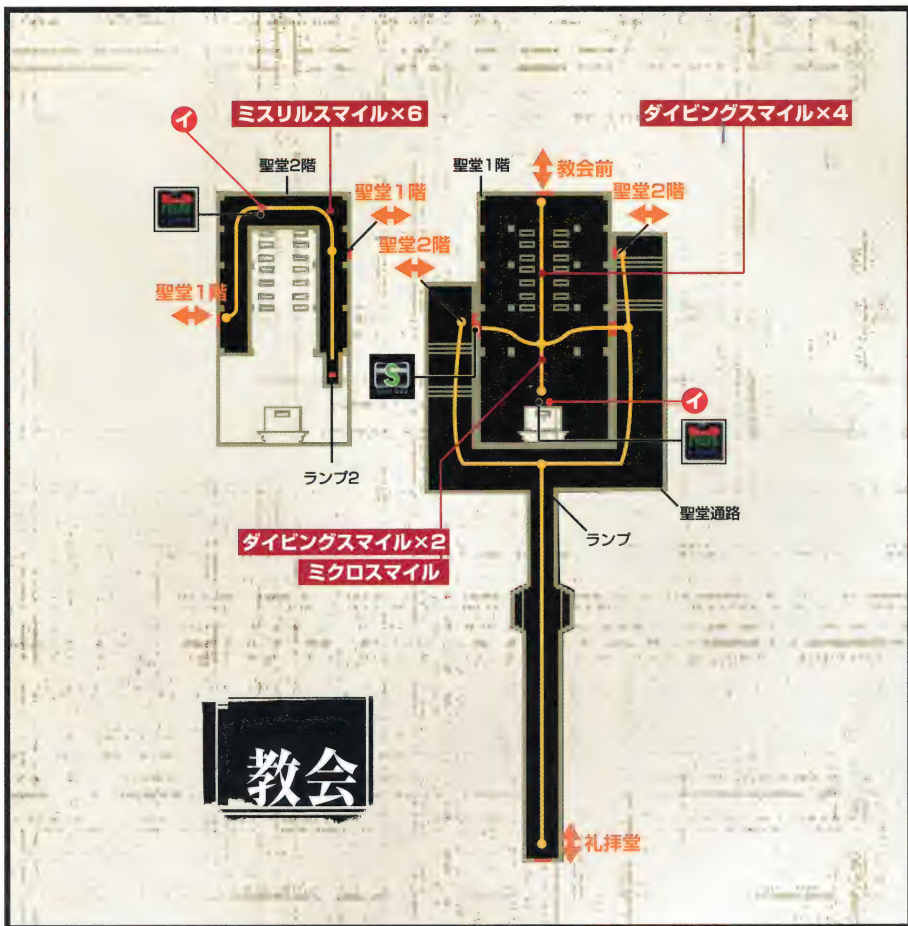 イ
ミスリルスマイル×6
ダイビングスマイル×4
聖堂2階
聖堂1階
教会前
聖堂1階
聖堂2階
聖堂2階
聖堂1階
S
イ
ランプ2
聖堂通路
ランプ
ダイビングスマイル×2
ミクロスマイル
教会
礼拝堂